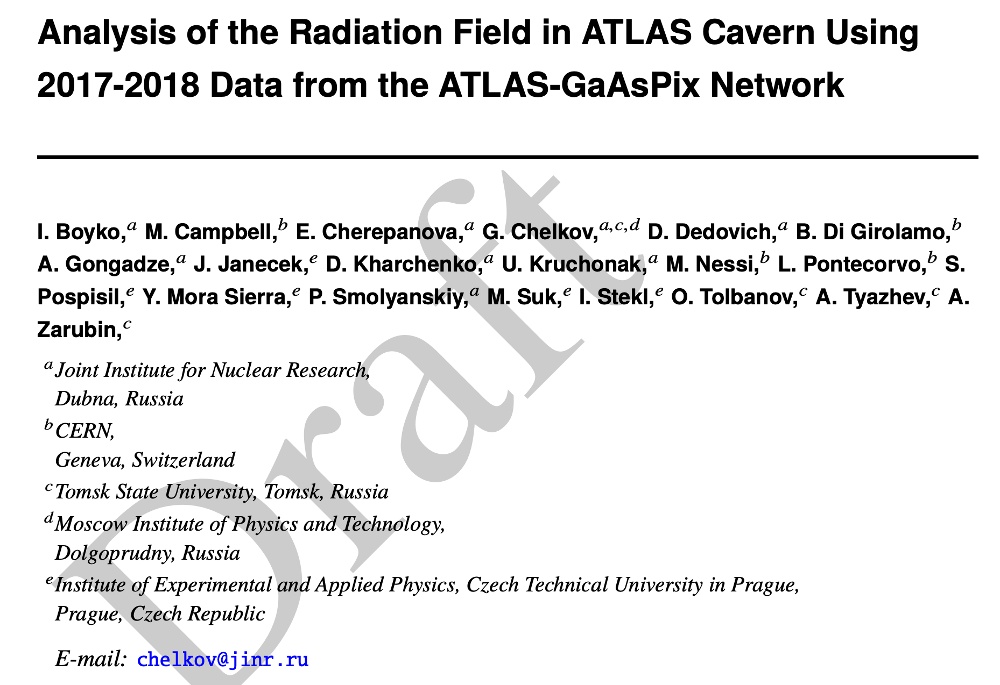 Analysis of the Radiation Field in ATLAS Cavern Using
2017-2018 Data from the ATLAS-GaAsPix Network
I. Boyko,a M. Campbell,b E. Cherepanova,a G. Chelkov,a,c,d D. Dedovich,a B. Di Girolamo,b
A. Gongadze,a J. Janecek,e D. Kharchenko,a U. Kruchonak,a M. Nessi,b L. Pontecorvo,b S.
Pospisil,e Y. Mora Sierra,e P. Smolyanskiy,a M. Suk,e I. Stekl,e O. Tolbanov,c A. Tyazhev,c A.
Zarubin,c
a Joint Institute for Nuclear Research,
Dubna, Russia
b CERN,
Geneva, Switzerland
c Tomsk State University, Tomsk, Russia
d Moscow Institute of Physics and Technology,
Dolgoprudny, Russia
e Institute of Experimental and Applied Physics, Czech Technical University in Prague,
Prague, Czech Republic
E-mail: chelkov@jinr.ru
Draft